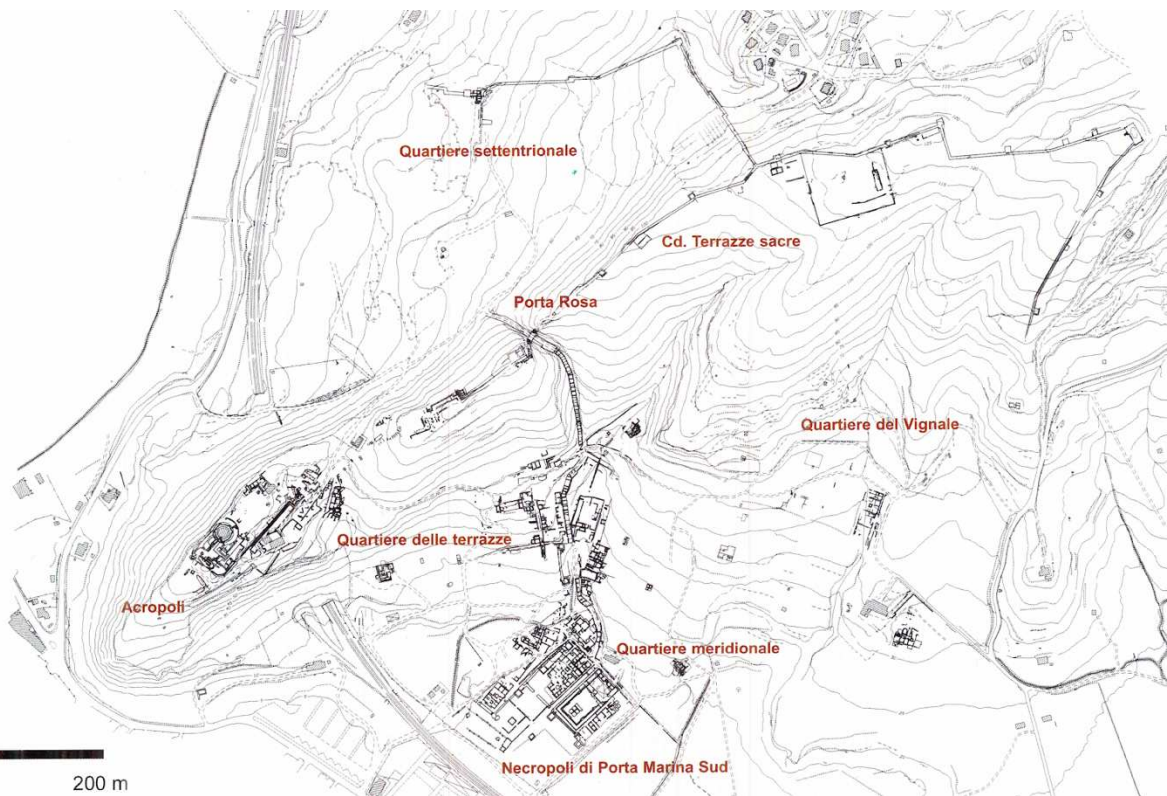 Quartiere settentrionale
Cd. Terrazze sacre
Porta Rosa
Quartiere del Vignale
Quartiere delle terrazze
Acropoli
Quartiere meridionale
Necropoli di Porta Marina Sud
200 m